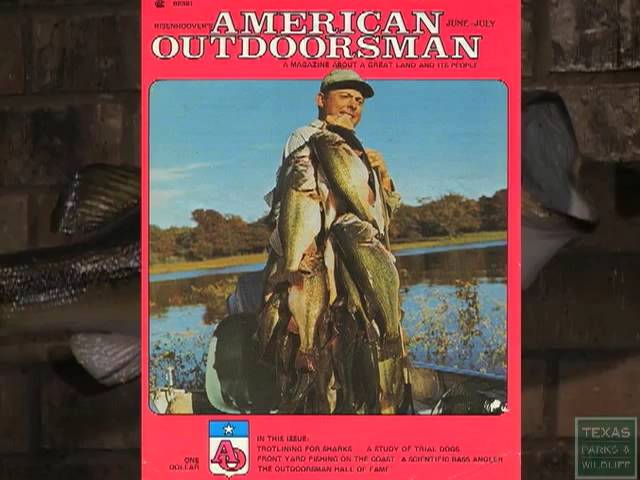 RISENHOOVER'S AMERICAN JUNE-JULY
OUTDOORSMAN
A MAGAZINE ABOUT A GREAT LAND AND ITS PEOPLE
IN THIS ISSUE:
TROTLINING FOR SHARKS A STUDY OF TRIAL DOGS
FRONT YARD FISHING ON THE COAST A SCIENTIFIC BASS ANGLER
THE OUTDOORSMAN HALL OF FAME
ONE
DOLLAR
AO
TEXAS
PARKS &
WILDLIFE